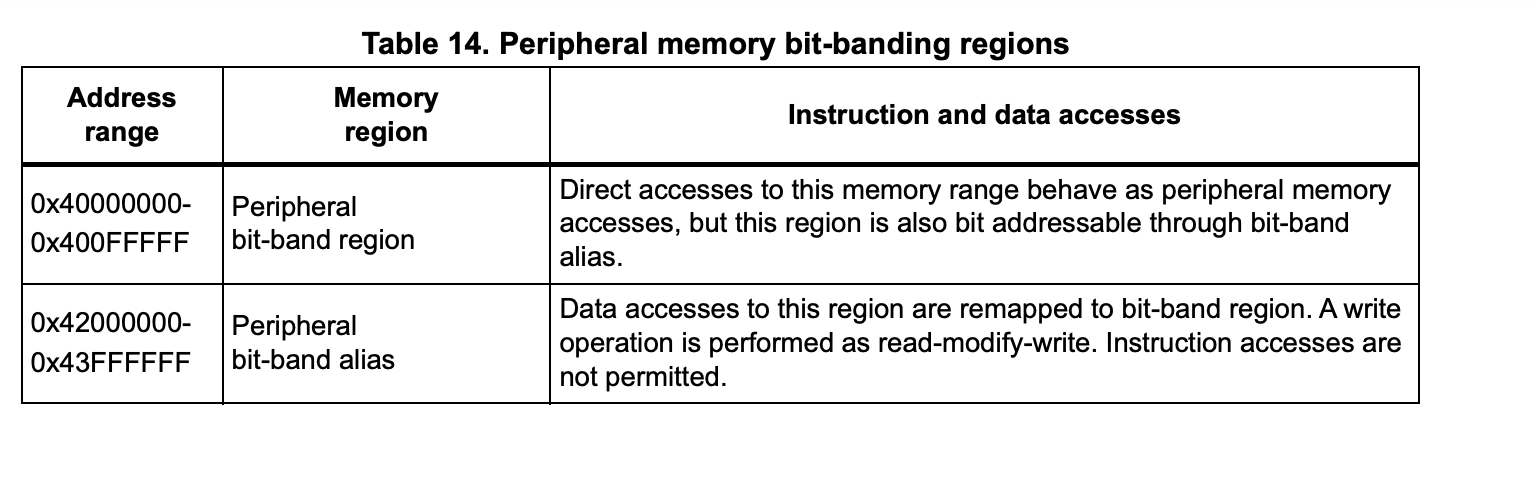 Table 14. Peripheral memory bit-banding regions
Address
range
Memory
region
Instruction and data accesses
0x40000000-
0x400FFFFF
Peripheral
bit-band region
Direct accesses to this memory range behave as peripheral memory
accesses, but this region is also bit addressable through bit-band
alias.
0x42000000-
0x43FFFFFF
Peripheral
bit-band alias
Data accesses to this region are remapped to bit-band region. A write
operation is performed as read-modify-write. Instruction accesses are
not permitted.